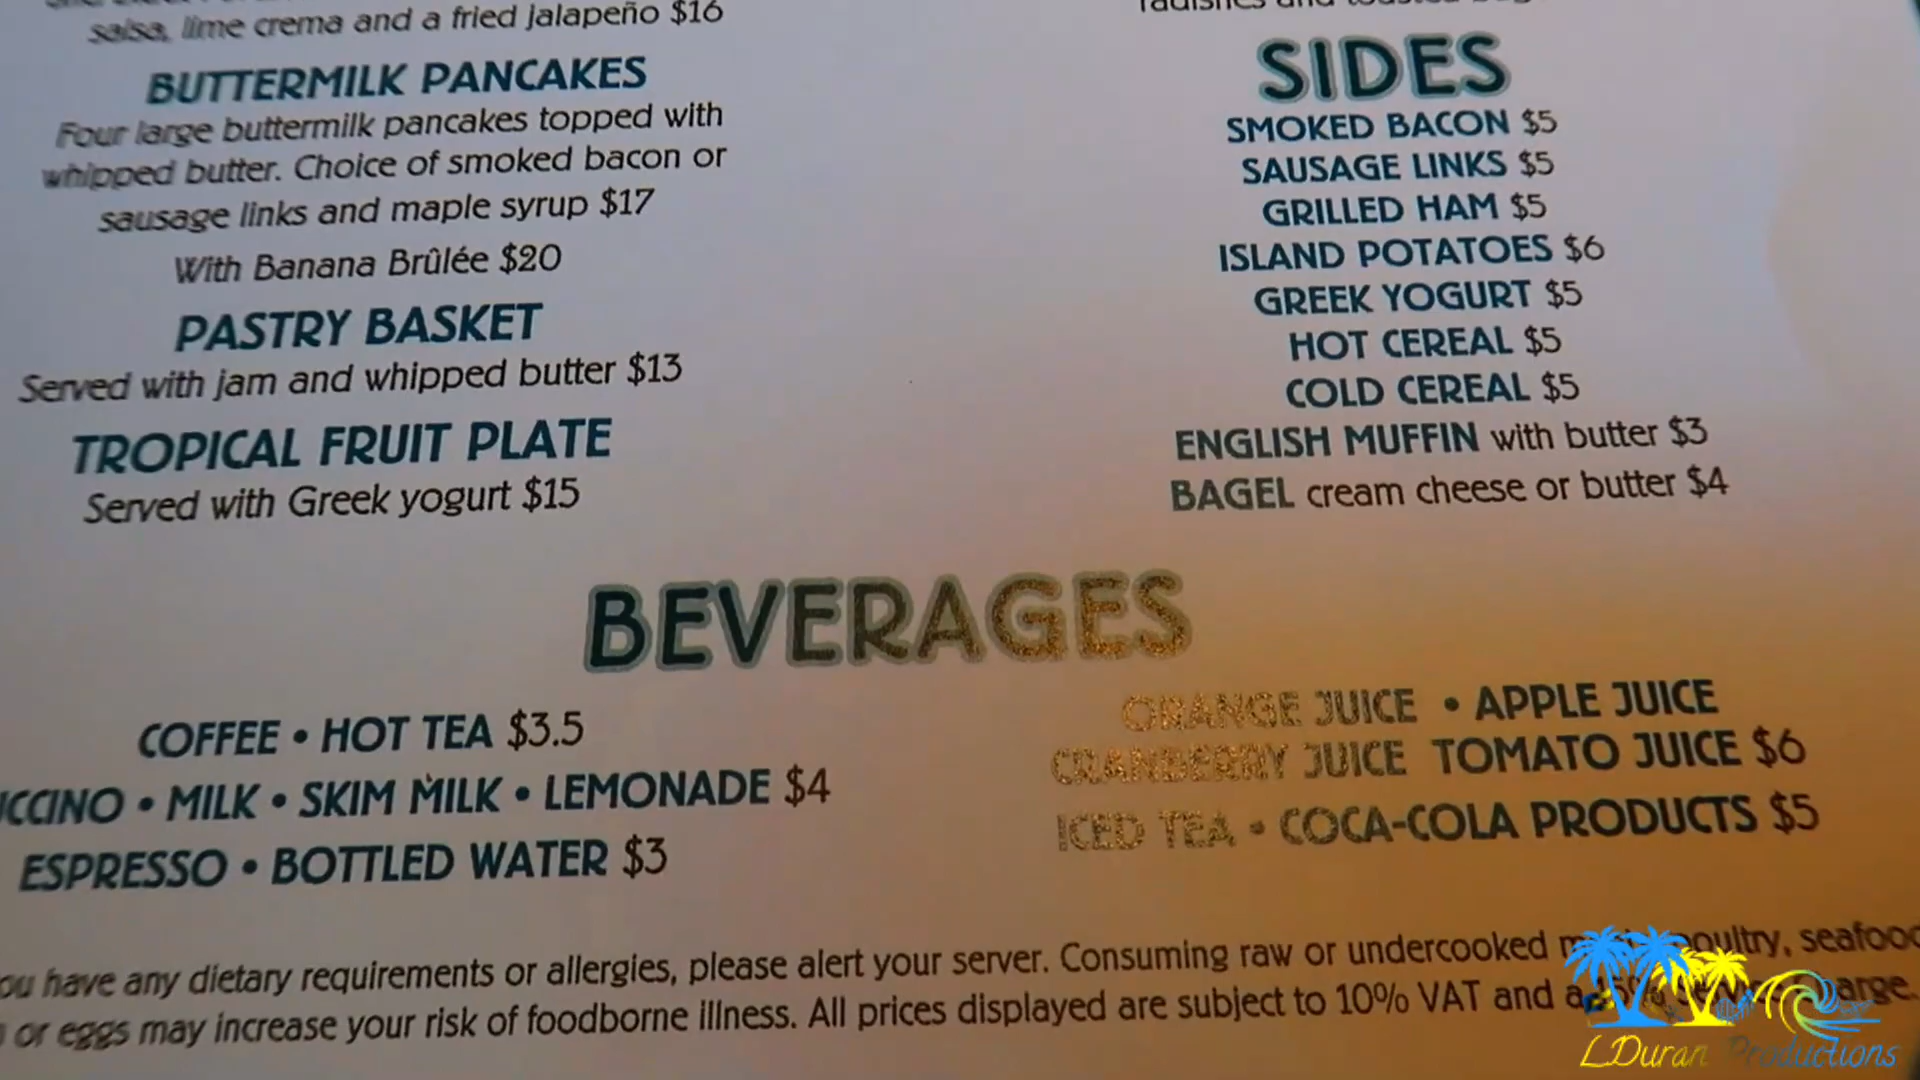 salsa, lime crema and a fried jalapeño $16
BUTTERMILK PANCAKES
Four large buttermilk pancakes topped with
whipped butter. Choice of smoked bacon or
sausage links and maple syrup $17
With Banana Brûlée $20
PASTRY BASKET
Served with jam and whipped butter $13
TROPICAL FRUIT PLATE
Served with Greek yogurt $15
radishes and toasted
SIDES
SMOKED BACON $5
SAUSAGE LINKS $5
GRILLED HAM $5
ISLAND POTATOES $6
GREEK YOGURT $5
HOT CEREAL $5
COLD CEREAL $5
ENGLISH MUFFIN with butter $3
BAGEL cream cheese or butter $4
BEVERAGES
COFFEE • HOT TEA $3.5
CCINO • MILK • SKIM MILK • LEMONADE $4
ESPRESSO • BOTTLED WATER $3
ORANGE JUICE • APPLE JUICE
CRANBERRY JUICE TOMATO JUICE $6
ICED TEA • COCA-COLA PRODUCTS $5
ou have any dietary requirements or allergies, please alert your server. Consuming raw or undercooked poultry, seafood
or eggs may increase your risk of foodborne illness. All prices displayed are subject to 10% VAT and a
LDuran Productions